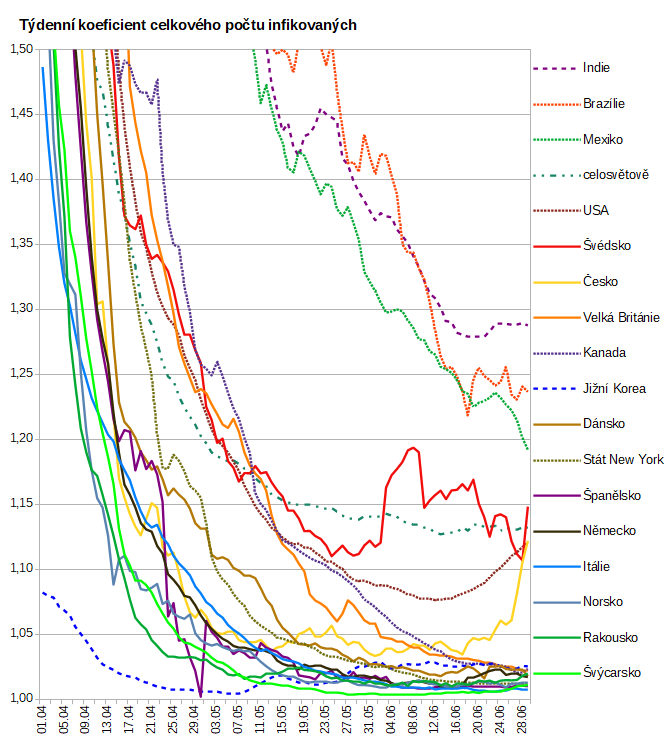 Týdenní koeficient celkového počtu infikovaných
1,50
1,45
1,40
1,35
1,30
1,25
1,20
1,15
1,10
1,05
1,00
01.04
05.04
09.04
13.04
17.04
21.04
25.04
29.04
03.05
07.05
11.05
15.05
19.05
23.05
27.05
31.05
04.06
08.06
12.06
16.06
20.06
24.06
28.06
Indie
Brazílie
Mexiko
celosvětově
USA
Švédsko
Česko
Velká Británie
Kanada
Jižní Korea
Dánsko
Stát New York
Španělsko
Německo
Itálie
Norsko
Rakousko
Švýcarsko